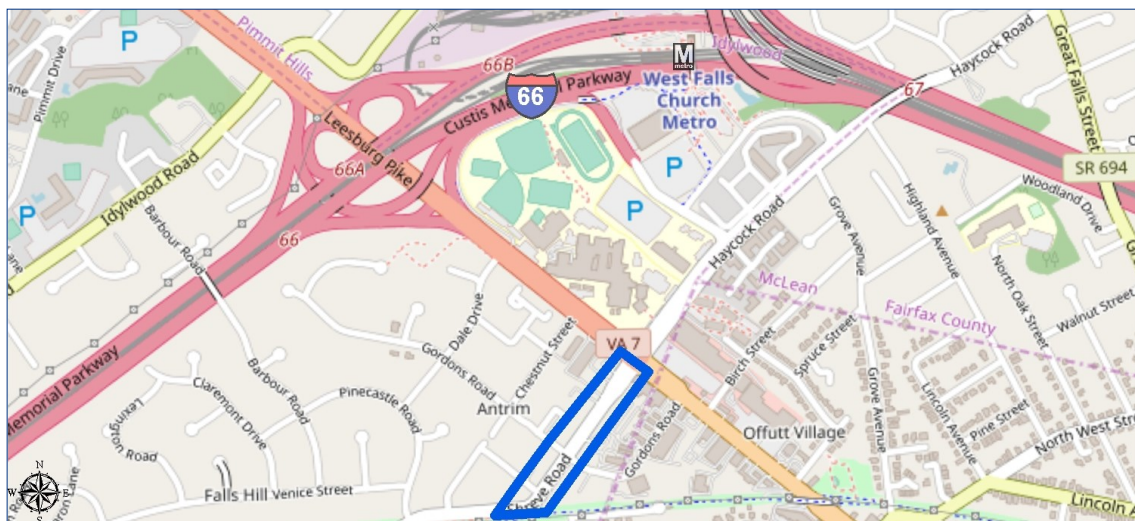 Pimmit Drive
P
Pimmit Hills
66B
Idylwood
M
metro
Haycock Road
Great Falls Street
66
Custis Memorial Parkway
West Falls
Church
Metro
67
Leesburg Pike
SR 694
P
Idylwood Road
66A
P
P
Woodland Drive
Barbour Road
66
Grove Avenue
Highland Avenue
Haycock Road
McLean
North Oak Street
Fairfax County
Walnut Street
Dale Drive
Chestnut Street
VA 7
Memorial Parkway
Gordons Road
Birch Street
Spruce Street
Barbour Road
Claremont Drive
Pinecastle Road
Lexington Road
Antrim
Grove Avenue
Lincoln Avenue
Pine Street
Offutt Village
Gordons Road
North West Str
Shreve Road
N
W
E
S
Falls Hill
Venice Street
Lincoln A